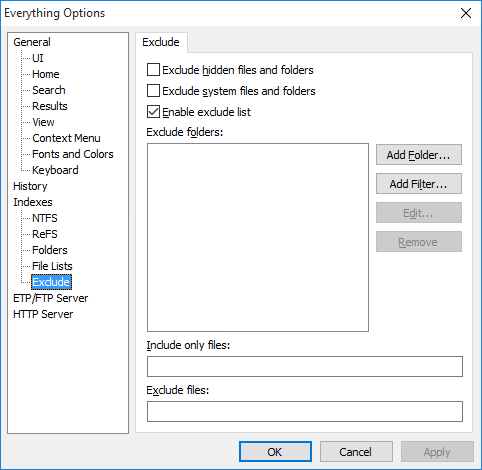 Everything Options
General
UI
Home
Search
Results
View
Context Menu
Fonts and Colors
Keyboard
History
Indexes
NTFS
ReFS
Folders
File Lists
Exclude
ETP/FTP Server
HTTP Server
Exclude
Exclude hidden files and folders
Exclude system files and folders
Enable exclude list
Exclude folders:
Add Folder...
Add Filter...
Edit...
Remove
Include only files:
Exclude files:
OK
Cancel
Apply